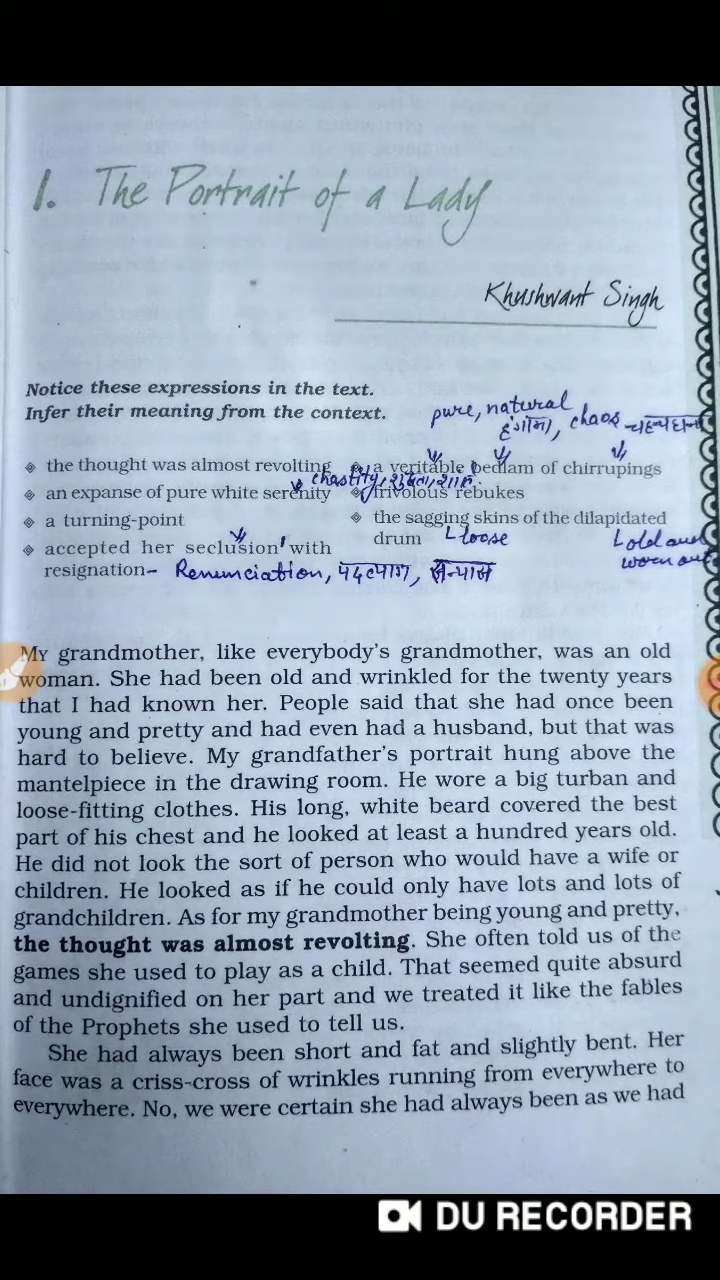 1. The Portrait of a Lady
Khushwant Singh
Notice these expressions in the text.
Infer their meaning from the context.
pure, natural
हंगामा, chaos - चहचहाना
the thought was almost revolting
a veritable bedlam of chirrupings
chastity, शुद्धता,
an expanse of pure white serenity
frivolous rebukes
a turning-point
the sagging skins of the dilapidated
drum
loose
old and
worn out
accepted her seclusion with
resignation - Renunciation, पदत्याग, सन्यास
My grandmother, like everybody's grandmother, was an old
woman. She had been old and wrinkled for the twenty years
that I had known her. People said that she had once been
young and pretty and had even had a husband, but that was
hard to believe. My grandfather's portrait hung above the
mantelpiece in the drawing room. He wore a big turban and
loose-fitting clothes. His long, white beard covered the best
part of his chest and he looked at least a hundred years old.
He did not look the sort of person who would have a wife or
children. He looked as if he could only have lots and lots of
grandchildren. As for my grandmother being young and pretty,
the thought was almost revolting. She often told us of the
games she used to play as a child. That seemed quite absurd
and undignified on her part and we treated it like the fables
of the Prophets she used to tell us.
She had always been short and fat and slightly bent. Her
face was a criss-cross of wrinkles running from everywhere to
everywhere. No, we were certain she had always been as we had
DU RECORDER